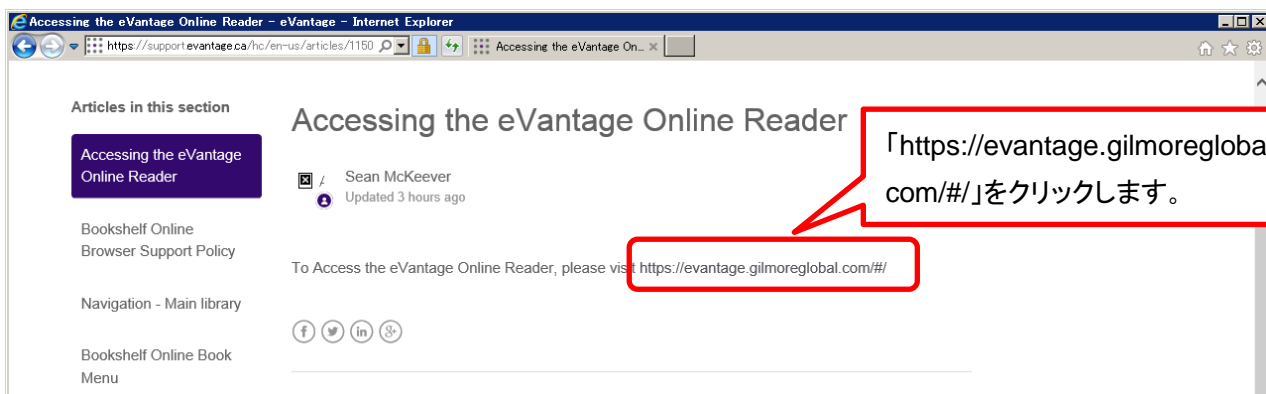 Accessing the eVantage Online Reader – eVantage – Internet Explorer
https://support.evantage.ca/hc/en-us/articles/1150
Accessing the eVantage On...
Articles in this section
Accessing the eVantage
Online Reader
Bookshelf Online
Browser Support Policy
Navigation - Main library
Bookshelf Online Book
Menu
Accessing the eVantage Online Reader
Sean McKeever
Updated 3 hours ago
To Access the eVantage Online Reader, please visit https://evantage.gilmoreglobal.com/#/
「https://evantage.gilmoregloba
com/#/」をクリックします。